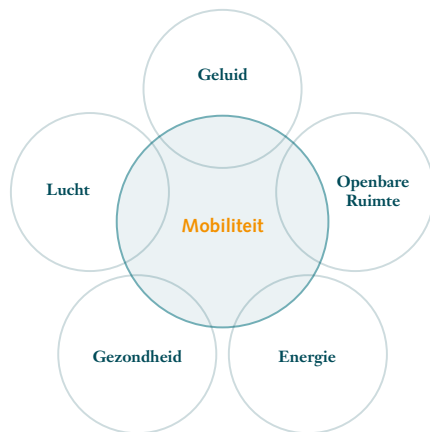 Geluid
Lucht
Openbare
Ruimte
Mobiliteit
Gezondheid
Energie